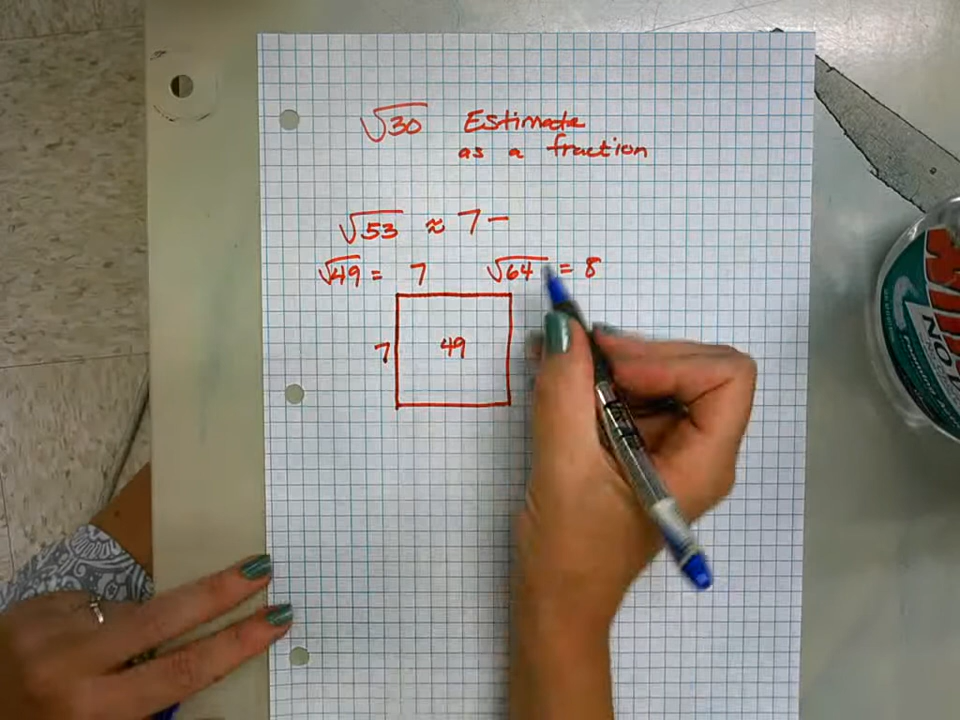 √30 Estimate
as a fraction
√53 ≈ 7 –
√49 = 7 √64 = 8
7 49